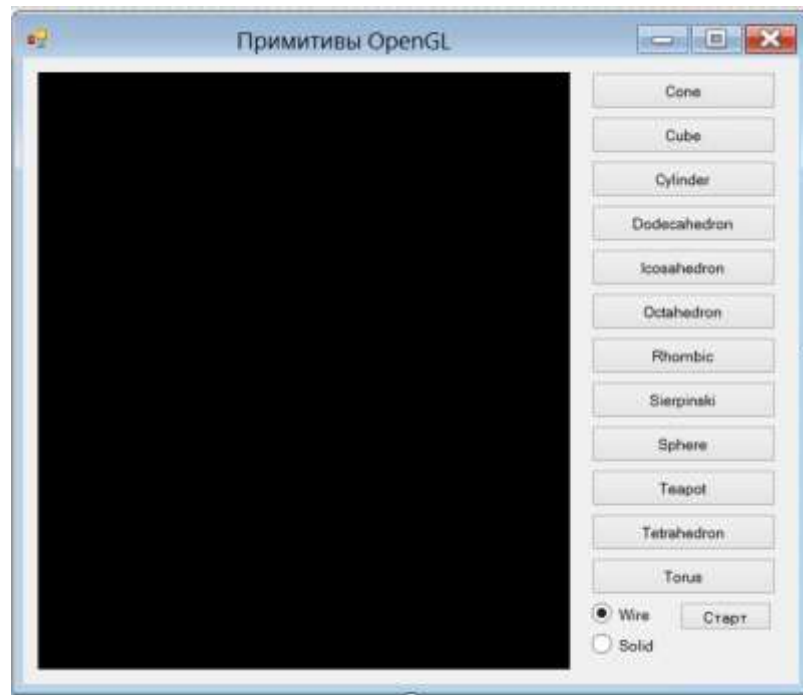 Примитивы OpenGL
Cone
Cube
Cylinder
Dodecahedron
Icosahedron
Octahedron
Rhombic
Sierpinski
Sphere
Teapot
Tetrahedron
Torus
Wire Старт
Solid